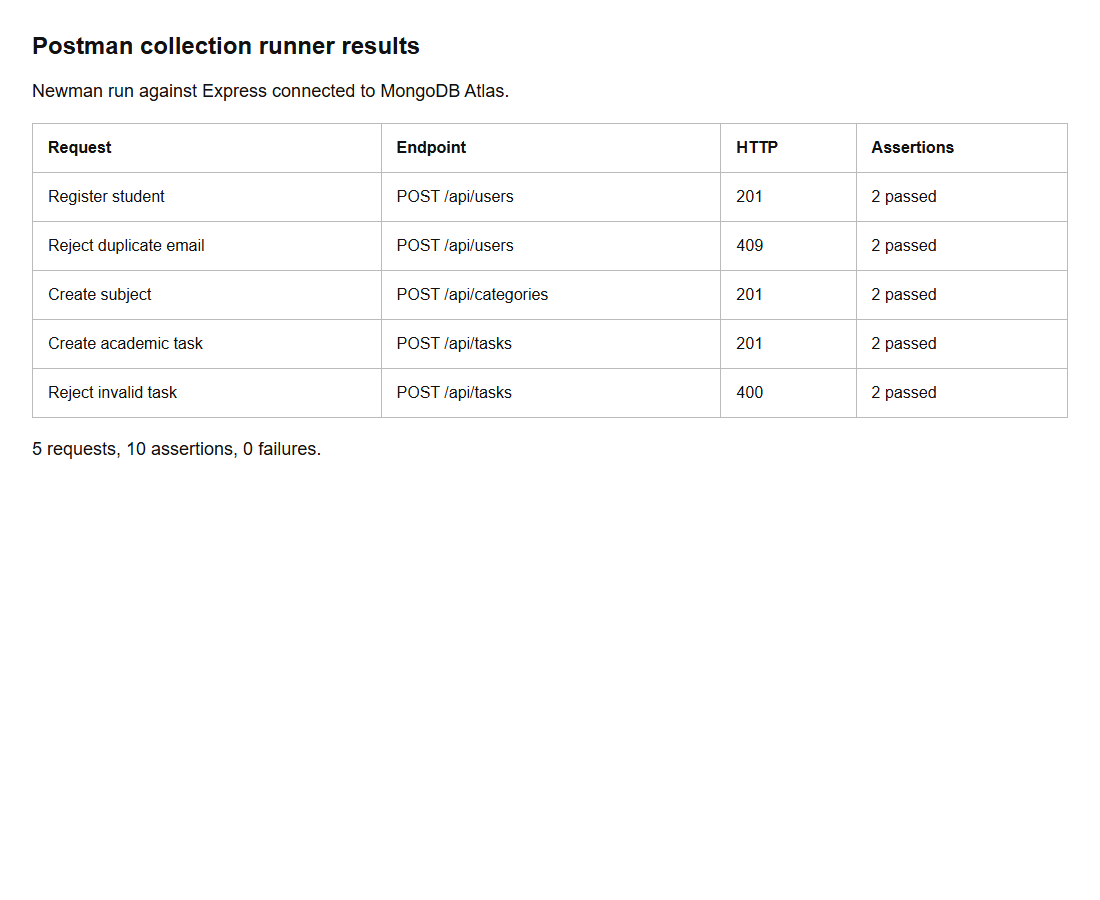 Postman collection runner results
Newman run against Express connected to MongoDB Atlas.
Request Endpoint HTTP Assertions
Register student POST /api/users 201 2 passed
Reject duplicate email POST /api/users 409 2 passed
Create subject POST /api/categories 201 2 passed
Create academic task POST /api/tasks 201 2 passed
Reject invalid task POST /api/tasks 400 2 passed
5 requests, 10 assertions, 0 failures.